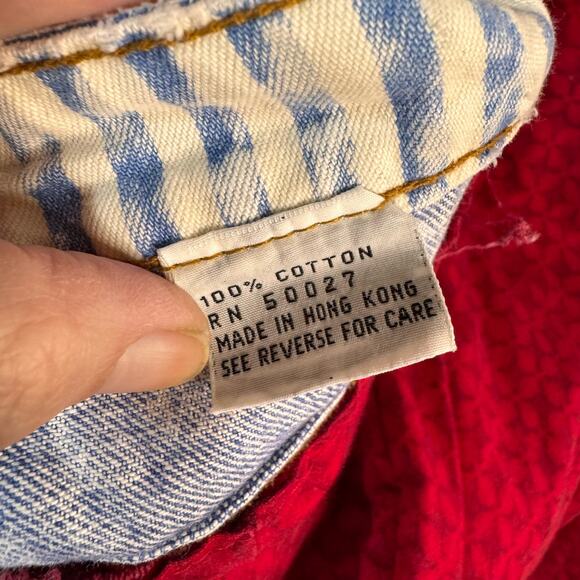 100% COTTON
RN 50027
MADE IN HONG KONG
SEE REVERSE FOR CARE